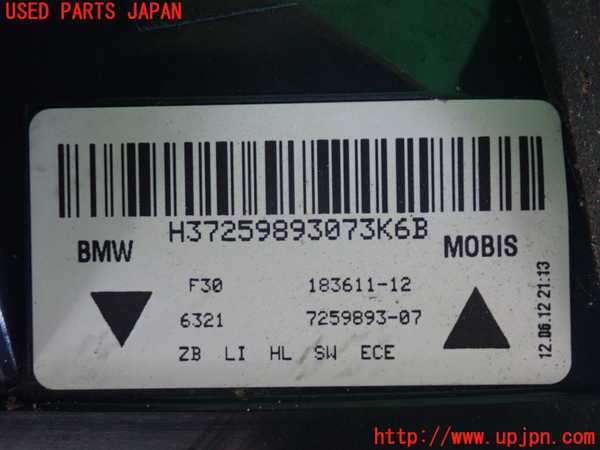 USED PARTS JAPAN
H37259893073K6B
BMW MOBIS
F30 183611-12
6321 7259893-07
ZB LI HL SW ECE
12.06.12 21:13
http://www.upjpn.com